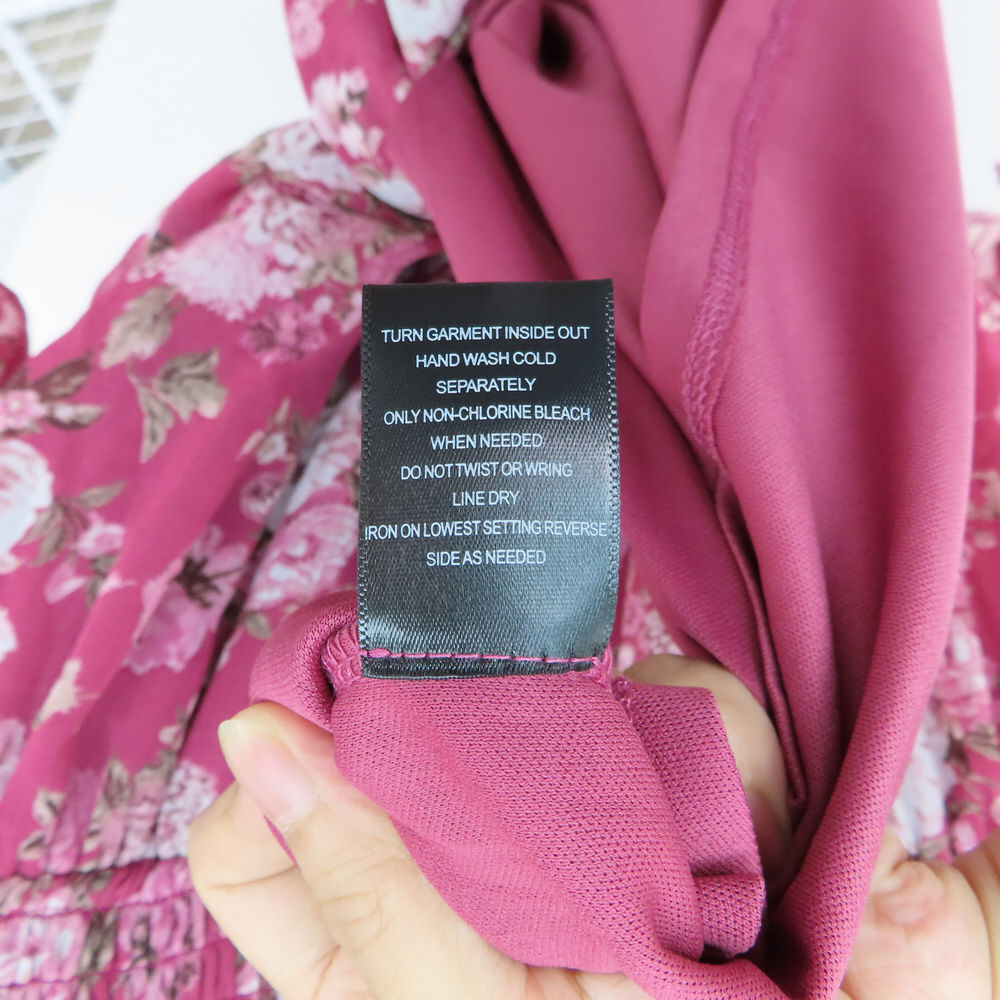 TURN GARMENT INSIDE OUT
HAND WASH COLD
SEPARATELY
ONLY NON-CHLORINE BLEACH
WHEN NEEDED
DO NOT TWIST OR WRING
LINE DRY
IRON ON LOWEST SETTING REVERSE
SIDE AS NEEDED